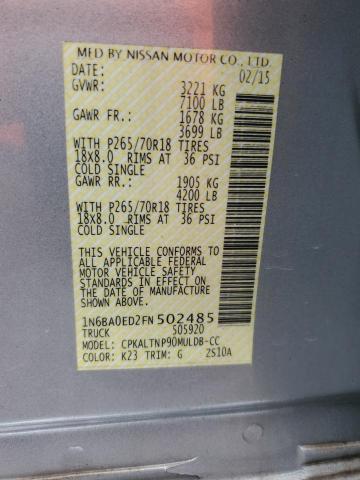 MFD BY NISSAN MOTOR CO., LTD.
DATE: 02/15
GVWR: 3221 KG
7100 LB
GAWR FR.: 1678 KG
3699 LB
WITH P265/70R18 TIRES
18X8.0 RIMS AT 36 PSI
COLD SINGLE
GAWR RR.: 1905 KG
4200 LB
WITH P265/70R18 TIRES
18X8.0 RIMS AT 36 PSI
COLD SINGLE
THIS VEHICLE CONFORMS TO
ALL APPLICABLE FEDERAL
MOTOR VEHICLE SAFETY
STANDARDS IN EFFECT ON
THE DATE OF MANUFACTURE
SHOWN ABOVE.
1N6BA0ED2FN502485
TRUCK 505920
MODEL: CPKALTNP90MULDB-CC
COLOR: K23 TRIM: G ZS10A